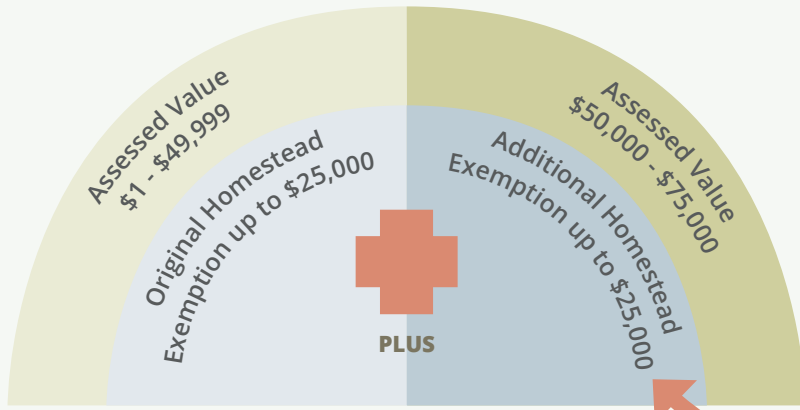 Assessed Value
$1 - $49,999
Original Homestead
Exemption up to $25,000
Assessed Value
$50,000 - $75,000
Additional Homestead
Exemption up to $25,000
PLUS